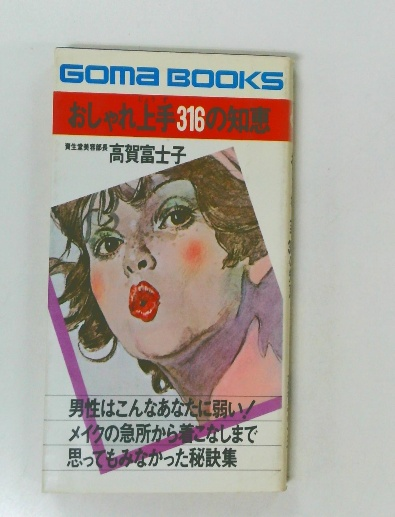 GOMA BOOKS
おしゃれ上手316の知恵
資生堂美容部長 高賀富士子
男性はこんなあなたに弱い!
メイクの急所から着こなしまで
思ってもみなかった秘訣集